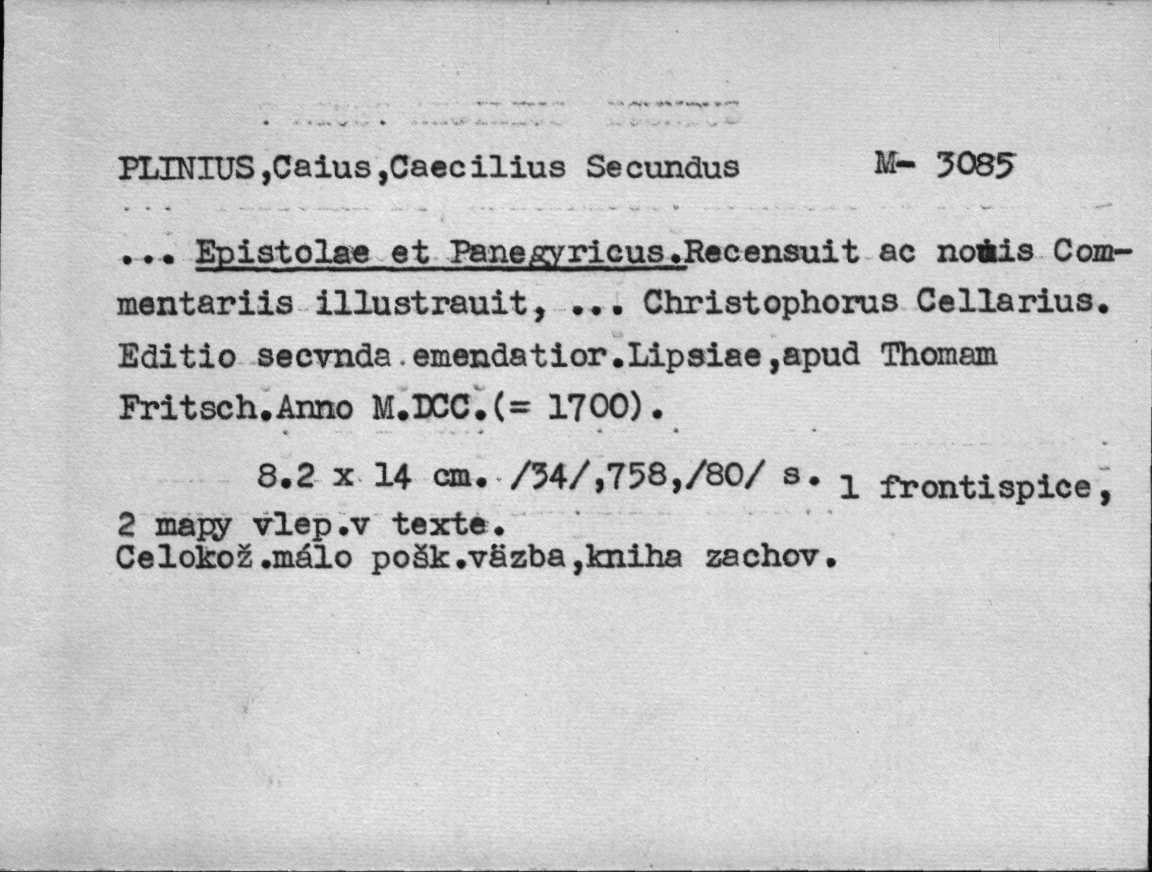 PLINIUS,Caius,Caecilius Secundus M- 3085
... Epistolae et Panegyricus.Recensuit ac notis Com-
mentariis illustrauit, ... Christophorus Cellarius.
Editio secvnda emendatior.Lipsiae,apud Thomam
Fritsch.Anno M.DCC.(= 1700).
8.2 x 14 cm. /34/,758,/80/ s. 1 frontispice,
2 mapy vlep.v texte.
Celokož.málo pošk.väzba,kniha zachov.